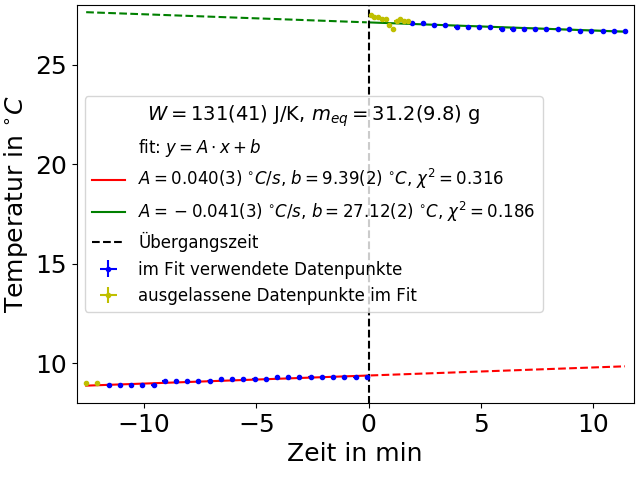 Temperatur in °C
25
20
15
10
W = 131(41) J/K, m_eq = 31.2(9.8) g
fit: y = A · x + b
A = 0.040(3) °C/s, b = 9.39(2) °C, χ² = 0.316
A = −0.041(3) °C/s, b = 27.12(2) °C, χ² = 0.186
Übergangszeit
im Fit verwendete Datenpunkte
ausgelassene Datenpunkte im Fit
−10 −5 0 5 10
Zeit in min